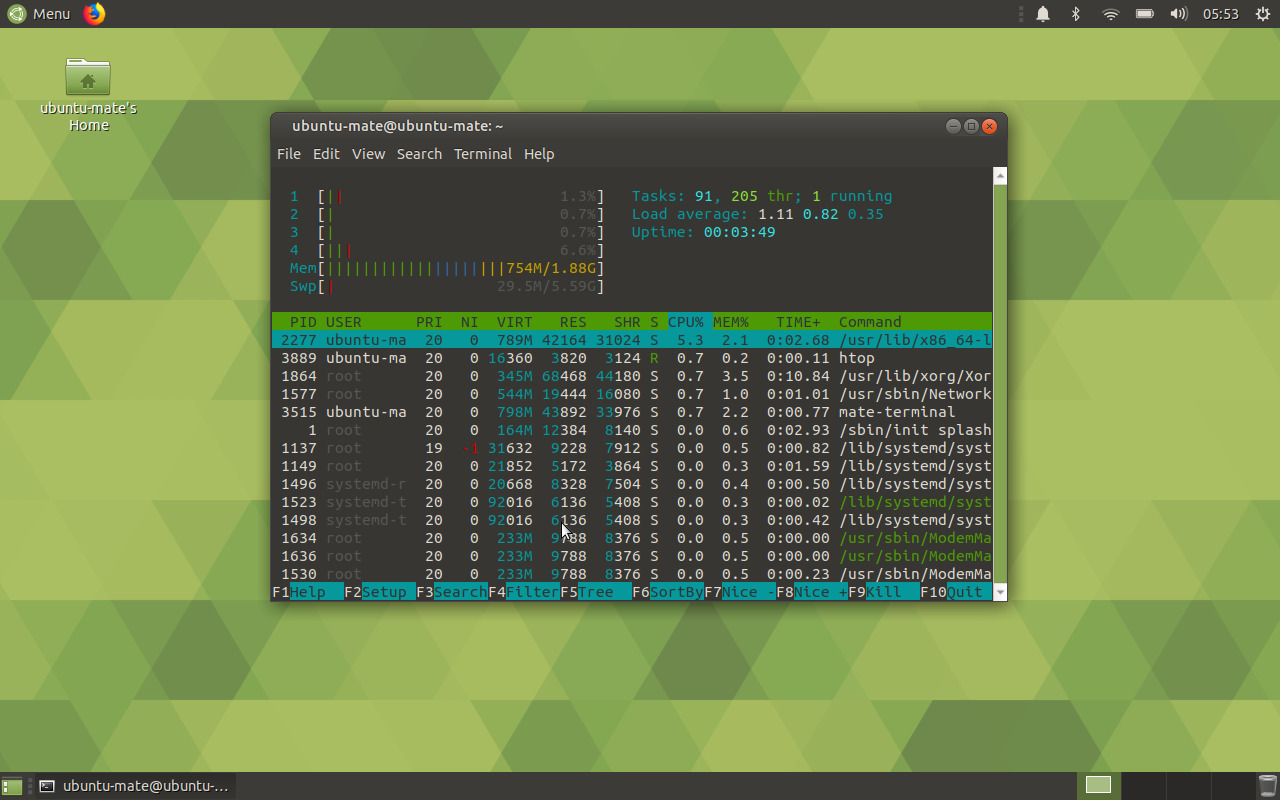 Menu
05:53
ubuntu-mate's
Home
ubuntu-mate@ubuntu-mate: ~
File Edit View Search Terminal Help
1 [|| 1.3%] Tasks: 91, 205 thr; 1 running
2 [| 0.7%] Load average: 1.11 0.82 0.35
3 [| 0.7%] Uptime: 00:03:49
4 [||| 6.6%]
Mem[||||||||||||||||||||754M/1.88G]
Swp[| 29.5M/5.59G]
PID USER PRI NI VIRT RES SHR S CPU% MEM% TIME+ Command
2277 ubuntu-ma 20 0 789M 42164 31024 S 5.3 2.1 0:02.68 /usr/lib/x86_64-l
3889 ubuntu-ma 20 0 16360 3820 3124 R 0.7 0.2 0:00.11 htop
1864 root 20 0 345M 68468 44180 S 0.7 3.5 0:10.84 /usr/lib/xorg/Xor
1577 root 20 0 544M 19444 16080 S 0.7 1.0 0:01.01 /usr/sbin/Network
3515 ubuntu-ma 20 0 798M 43892 33976 S 0.7 2.2 0:00.77 mate-terminal
1 root 20 0 164M 12384 8140 S 0.0 0.6 0:02.93 /sbin/init splash
1137 root 19 -1 31632 9228 7912 S 0.0 0.5 0:00.82 /lib/systemd/syst
1149 root 20 0 21852 5172 3864 S 0.0 0.3 0:01.59 /lib/systemd/syst
1496 systemd-r 20 0 20668 8328 7504 S 0.0 0.4 0:00.50 /lib/systemd/syst
1523 systemd-t 20 0 92016 6136 5408 S 0.0 0.3 0:00.02 /lib/systemd/syst
1498 systemd-t 20 0 92016 6136 5408 S 0.0 0.3 0:00.42 /lib/systemd/syst
1634 root 20 0 233M 9788 8376 S 0.0 0.5 0:00.00 /usr/sbin/ModemMa
1636 root 20 0 233M 9788 8376 S 0.0 0.5 0:00.00 /usr/sbin/ModemMa
1530 root 20 0 233M 9788 8376 S 0.0 0.5 0:00.23 /usr/sbin/ModemMa
F1Help F2Setup F3SearchF4FilterF5Tree F6SortByF7Nice -F8Nice +F9Kill F10Quit
ubuntu-mate@ubuntu-...